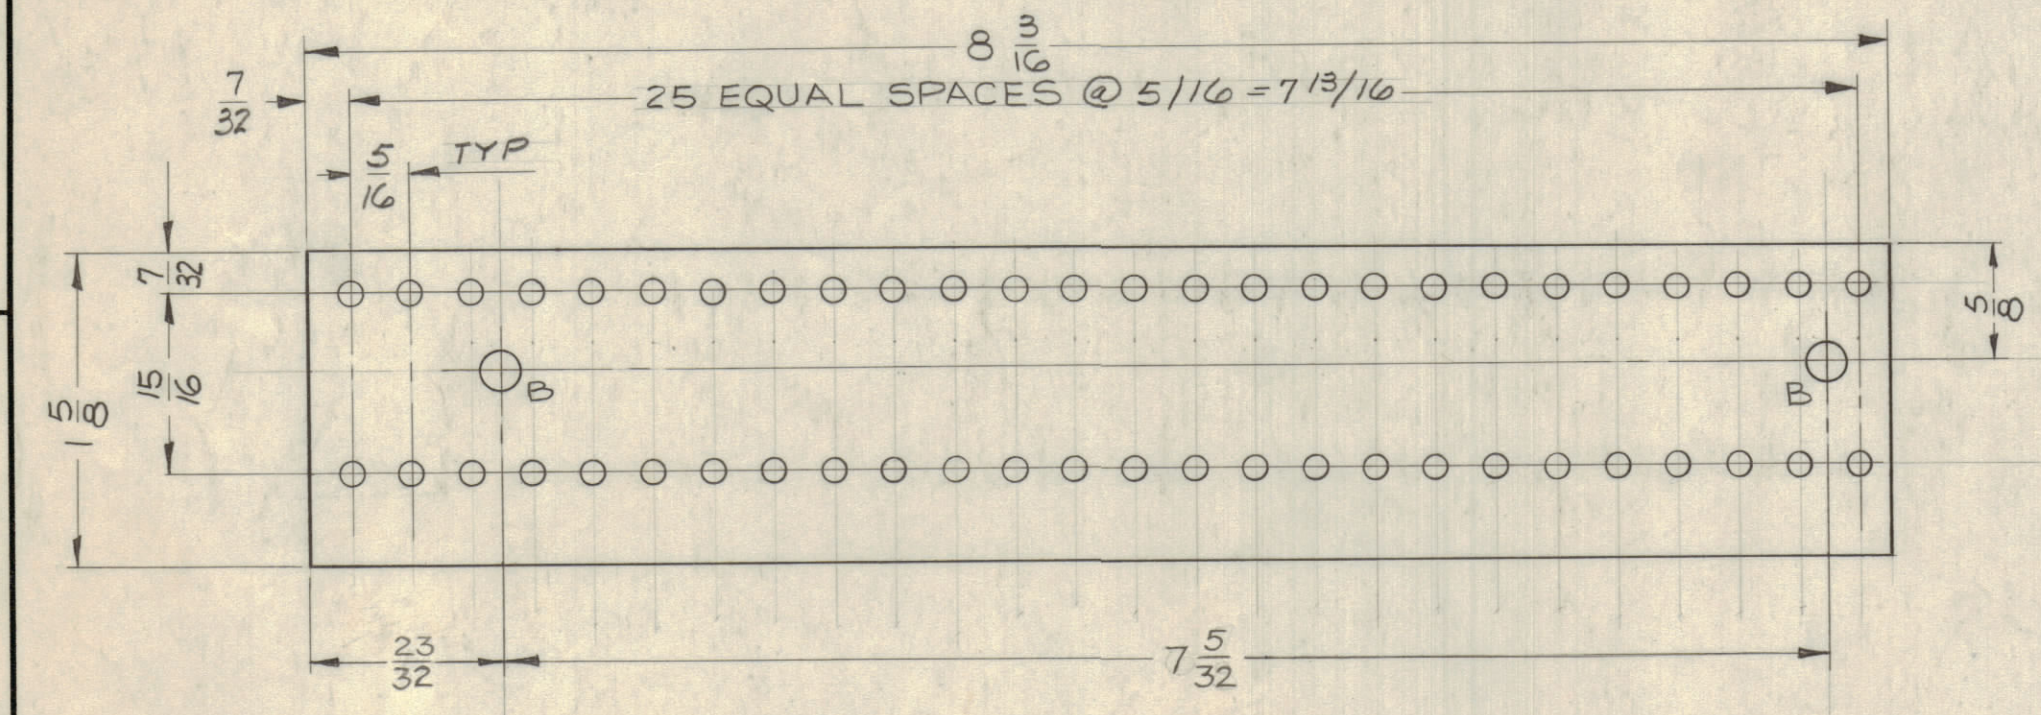 8 3/16
7/32
25 EQUAL SPACES @ 5/16 = 7 13/16
5/16 TYP
7/32
5/8
15/16
1 5/8
B
B
23/32
7 5/32